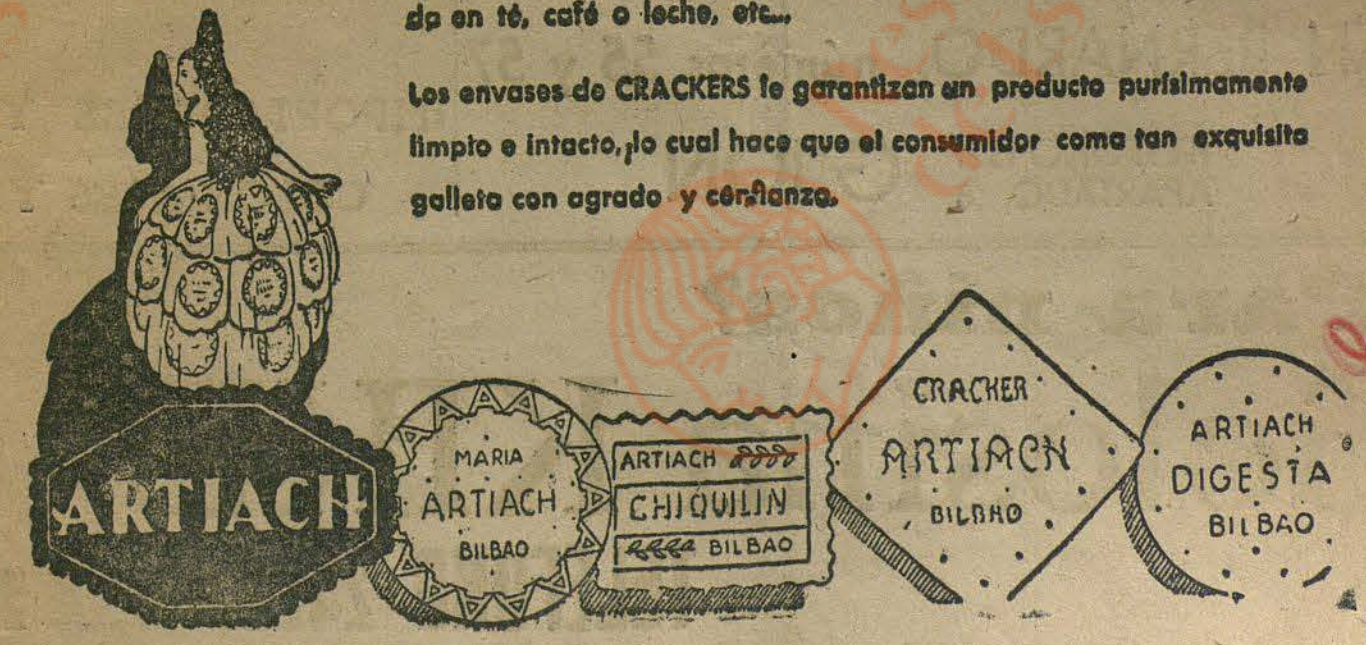 da en té, café o leche, etc...
Los envases de CRACKERS le garantizan un producto purísimamente
limpio e intacto, lo cual hace que el consumidor coma tan exquisita
galleta con agrado y confianza.
ARTIACH
MARIA
ARTIACH
BILBAO
ARTIACH
CHIQUILIN
BILBAO
CRACKER
ARTIACH
BILBAO
ARTIACH
DIGESTA
BILBAO